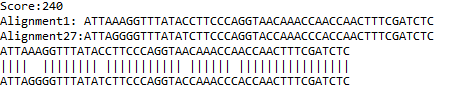 Score:240
Alignment1: ATTAAAGGTTTATACCTTCCCAGGTAACAAACCAACCAACTTTCGATCTC
Alignment27:ATTAGGGGTTTATATCTTCCCAGGTACCAAACCCACCAACTTTCGATCTC
ATTAAAGGTTTATACCTTCCCAGGTAACAAACCAACCAACTTTCGATCTC
||||  |||||||| ||||||||||| |||||| ||||||||||||||||
ATTAGGGGTTTATATCTTCCCAGGTACCAAACCCACCAACTTTCGATCTC